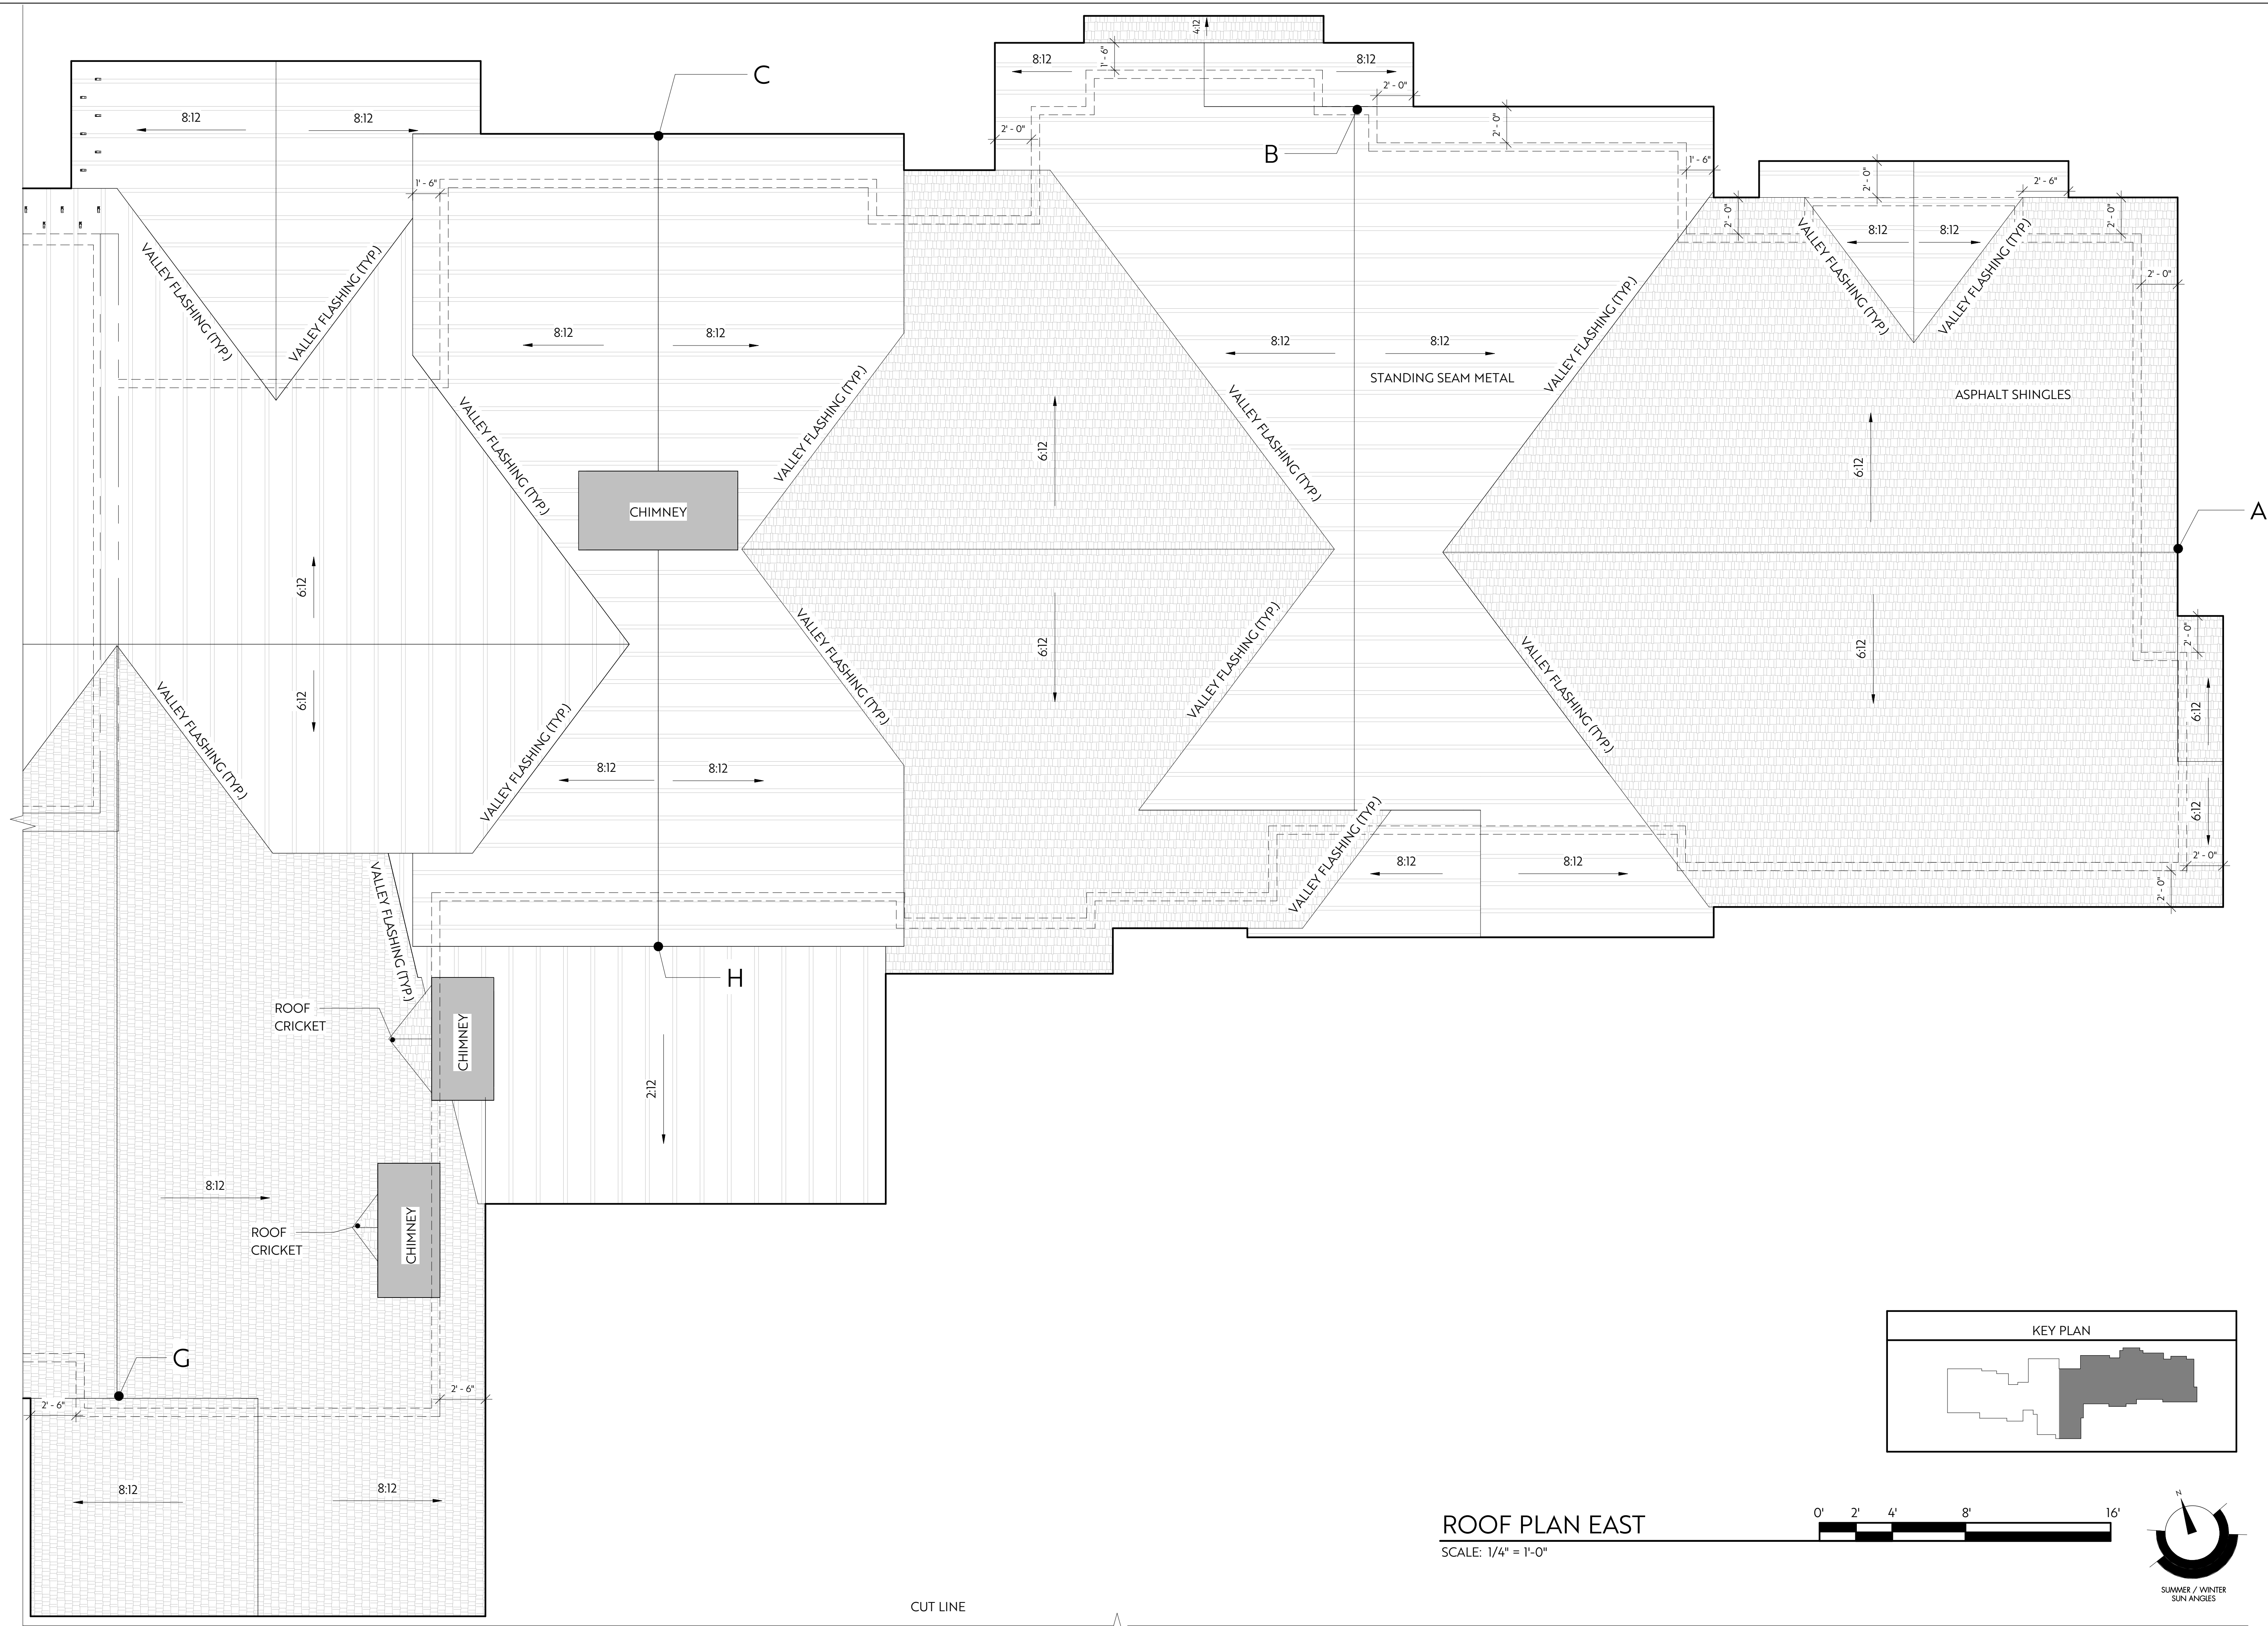 4:12
8:12
1' - 6"
8:12
C
2' - 0"
8:12
8:12
2' - 0"
2' - 0"
B
1' - 6"
1' - 6"
2' - 0"
2' - 6"
2' - 0"
2' - 0"
8:12
8:12
VALLEY FLASHING (TYP.)
VALLEY FLASHING (TYP.)
VALLEY FLASHING (TYP.)
VALLEY FLASHING (TYP.)
2' - 0"
8:12
8:12
8:12
8:12
VALLEY FLASHING (TYP.)
STANDING SEAM METAL
ASPHALT SHINGLES
VALLEY FLASHING (TYP.)
VALLEY FLASHING (TYP.)
VALLEY FLASHING (TYP.)
6:12
6:12
CHIMNEY
A
6:12
6:12
6:12
6:12
2' - 0"
VALLEY FLASHING (TYP.)
VALLEY FLASHING (TYP.)
VALLEY FLASHING (TYP.)
VALLEY FLASHING (TYP.)
6:12
6:12
VALLEY FLASHING (TYP.)
8:12
8:12
6:12
VALLEY FLASHING (TYP.)
8:12
8:12
2' - 0"
VALLEY FLASHING (TYP.)
2' - 0"
H
ROOF
CRICKET
CHIMNEY
2:12
8:12
ROOF
CRICKET
CHIMNEY
G
2' - 6"
2' - 6"
8:12
8:12
KEY PLAN
ROOF PLAN EAST
SCALE: 1/4" = 1'-0"
0' 2' 4' 8' 16'
N
SUMMER / WINTER
SUN ANGLES
CUT LINE